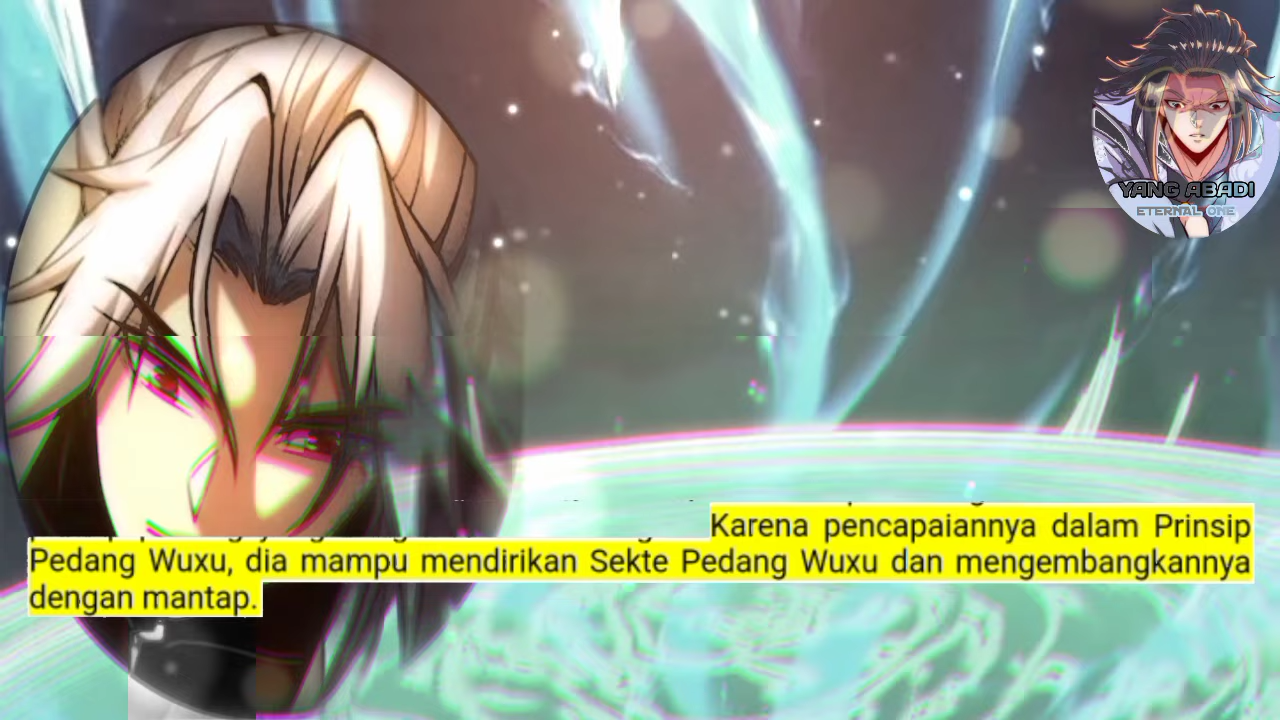 YANG ABADI
ETERNAL ONE
Karena pencapaiannya dalam Prinsip
Pedang Wuxu, dia mampu mendirikan Sekte Pedang Wuxu dan mengembangkannya
dengan mantap.